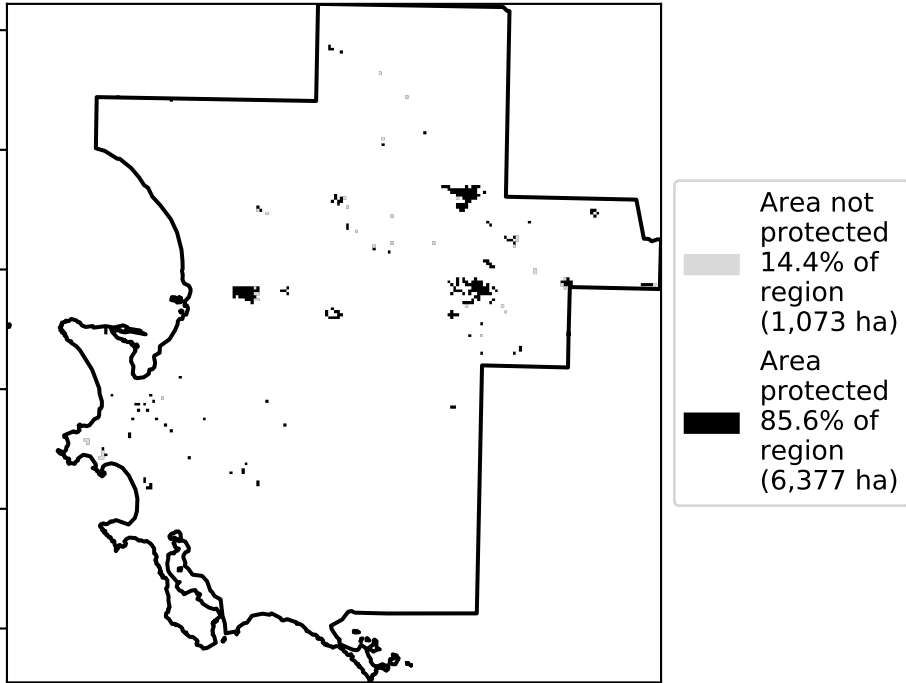 Area not
protected
14.4% of
region
(1,073 ha)
Area
protected
85.6% of
region
(6,377 ha)